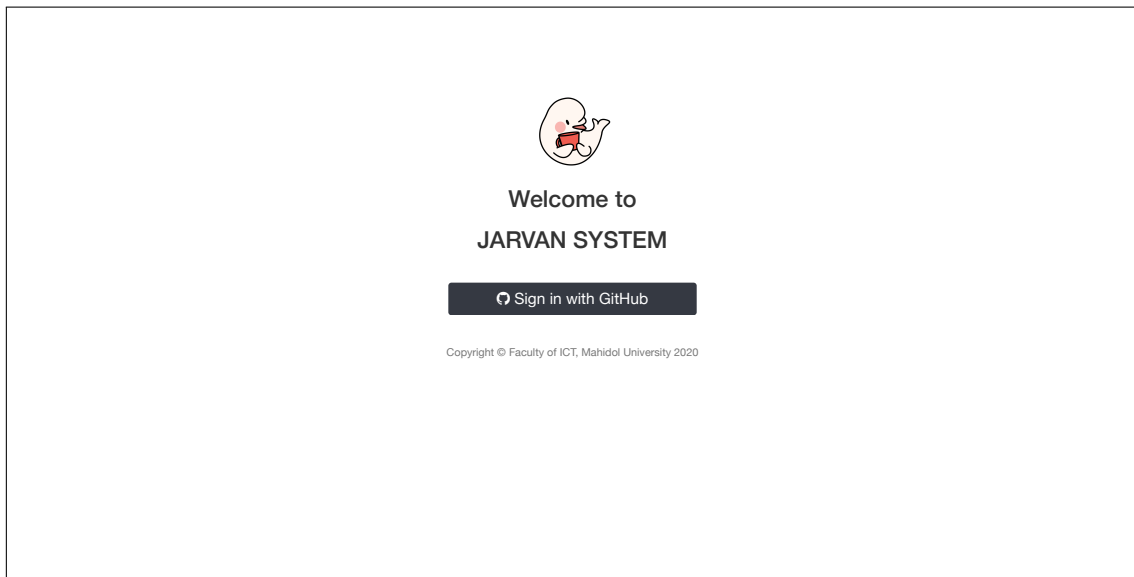 Welcome to
JARVAN SYSTEM
Sign in with GitHub
Copyright © Faculty of ICT, Mahidol University 2020